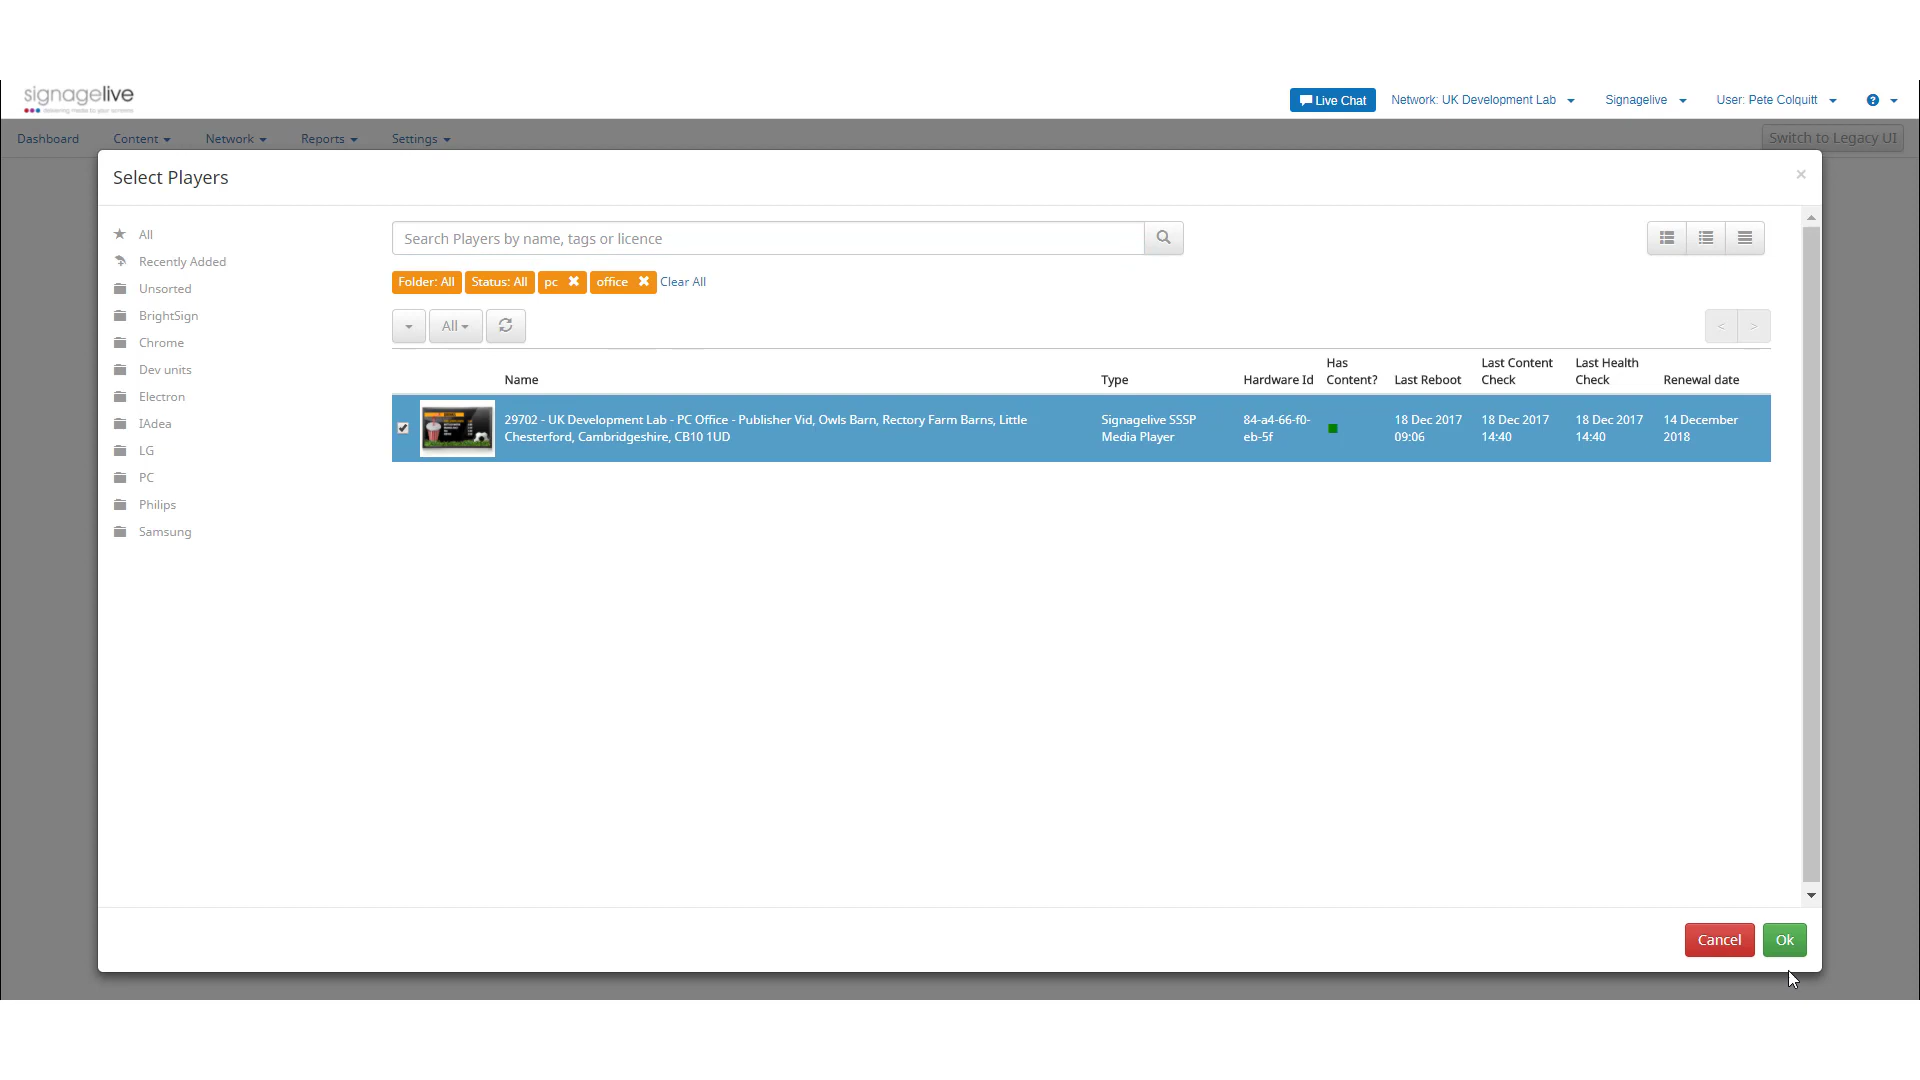 signagelive
Live Chat
Network: UK Development Lab
Signagelive
User: Pete Colquitt
?
Dashboard
Content
Network
Reports
Settings
Switch to Legacy UI
Select Players
×
All
Recently Added
Unsorted
BrightSign
Chrome
Dev units
Electron
IAdea
LG
PC
Philips
Samsung
Search Players by name, tags or licence
Folder: All Status: All pc office Clear All
All
< >
Name
Type
Hardware Id
Has
Content?
Last Reboot
Last Content
Check
Last Health
Check
Renewal date
29702 - UK Development Lab - PC Office - Publisher Vid, Owls Barn, Rectory Farm Barns, Little
Chesterford, Cambridgeshire, CB10 1UD
Signagelive SSSP
Media Player
84-a4-66-f0-
eb-5f
18 Dec 2017
09:06
18 Dec 2017
14:40
18 Dec 2017
14:40
14 December
2018
Cancel
Ok